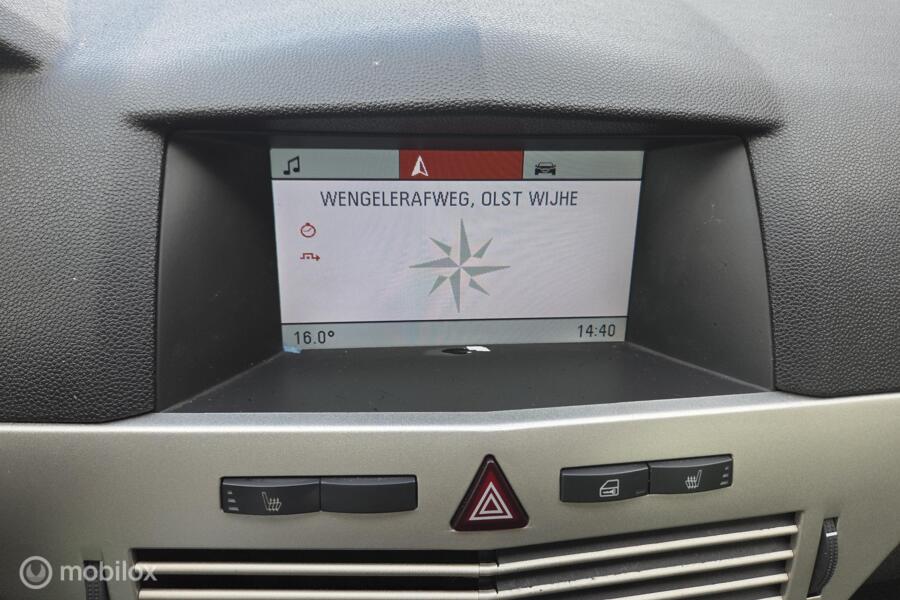 WENGELERAFWEG, OLST WIJHE
16.0°
14:40
mobilox